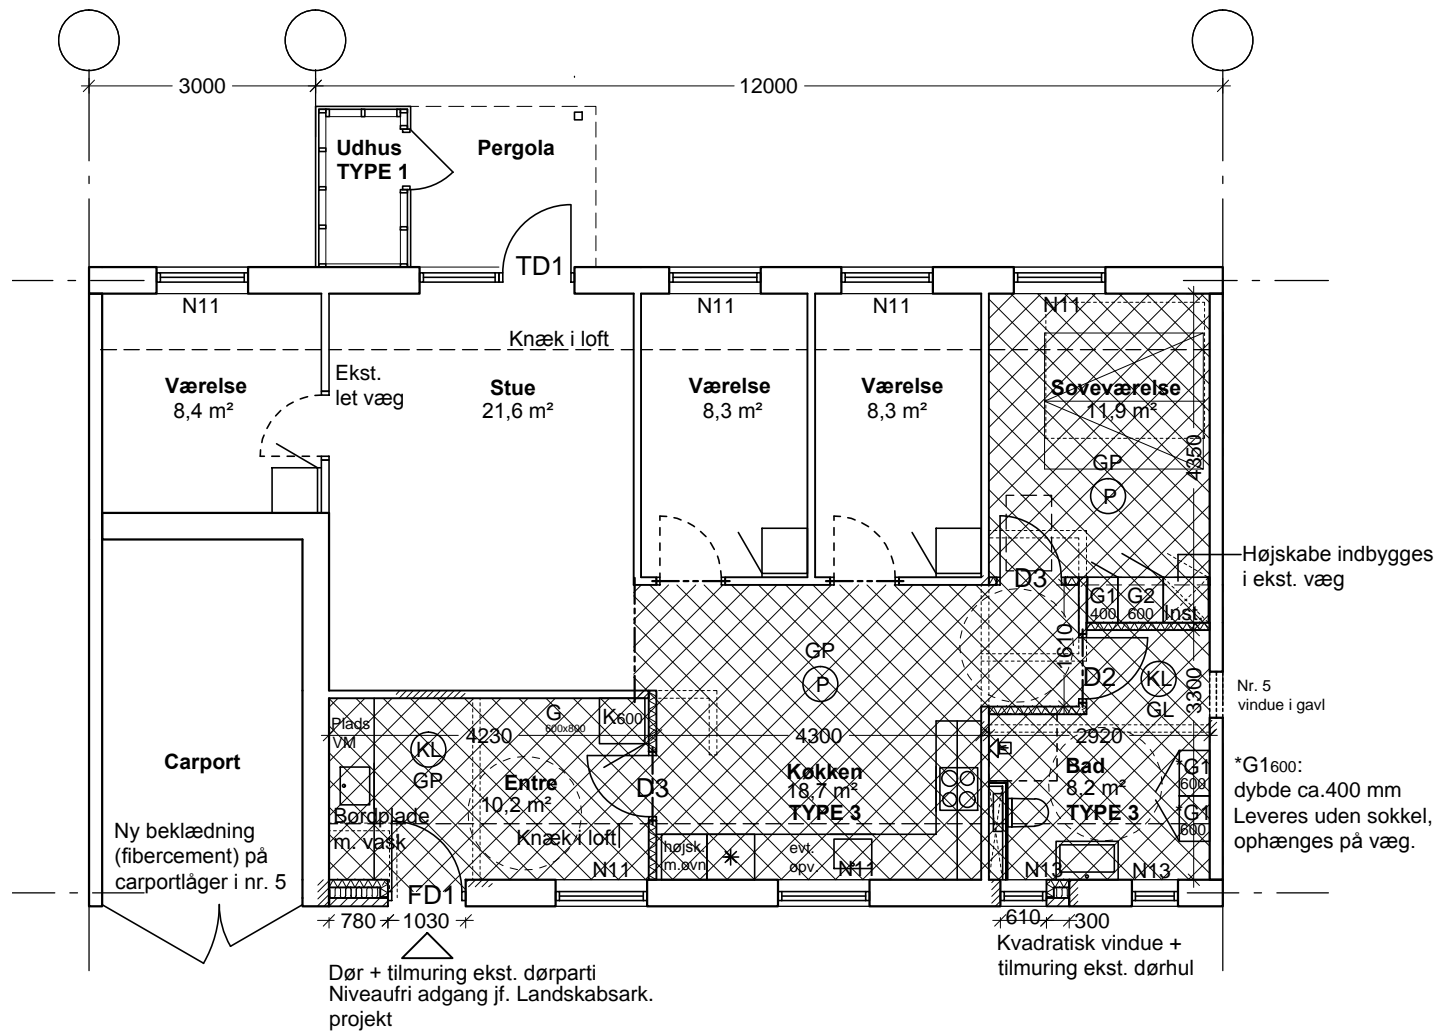 3000
12000
Udhus
TYPE 1
Pergola
TD1
N11
N11
N11
N11
Knæk i loft
Ekst.
let væg
Værelse
8,4 m²
Stue
21,6 m²
Værelse
8,3 m²
Værelse
8,3 m²
Soveværelse
11,9 m²
4350
GP
P
Højskabe indbygges
i ekst. væg
D3
G1
400
G2
600
Inst.
1610
GP
P
D2
KL
GL
3300
Nr. 5
vindue i gavl
Plads
VM
G
600x800
K600
4230
4300
2920
KL
GP
Carport
Entre
10,2 m²
D3
Køkken
18,7 m²
TYPE 3
Bad
8,2 m²
TYPE 3
*G1
600
*G1
600
*G1600:
dybde ca.400 mm
Leveres uden sokkel,
ophænges på væg.
Bordplade
m. vask
Knæk i loft
Ny beklædning
(fibercement) på
carportlåger i nr. 5
højsk.
m.ovn
evt.
opv
N11
N11
N13
N13
FD1
780
1030
610
300
Kvadratisk vindue +
tilmuring ekst. dørhul
Dør + tilmuring ekst. dørparti
Niveaufri adgang jf. Landskabsark.
projekt